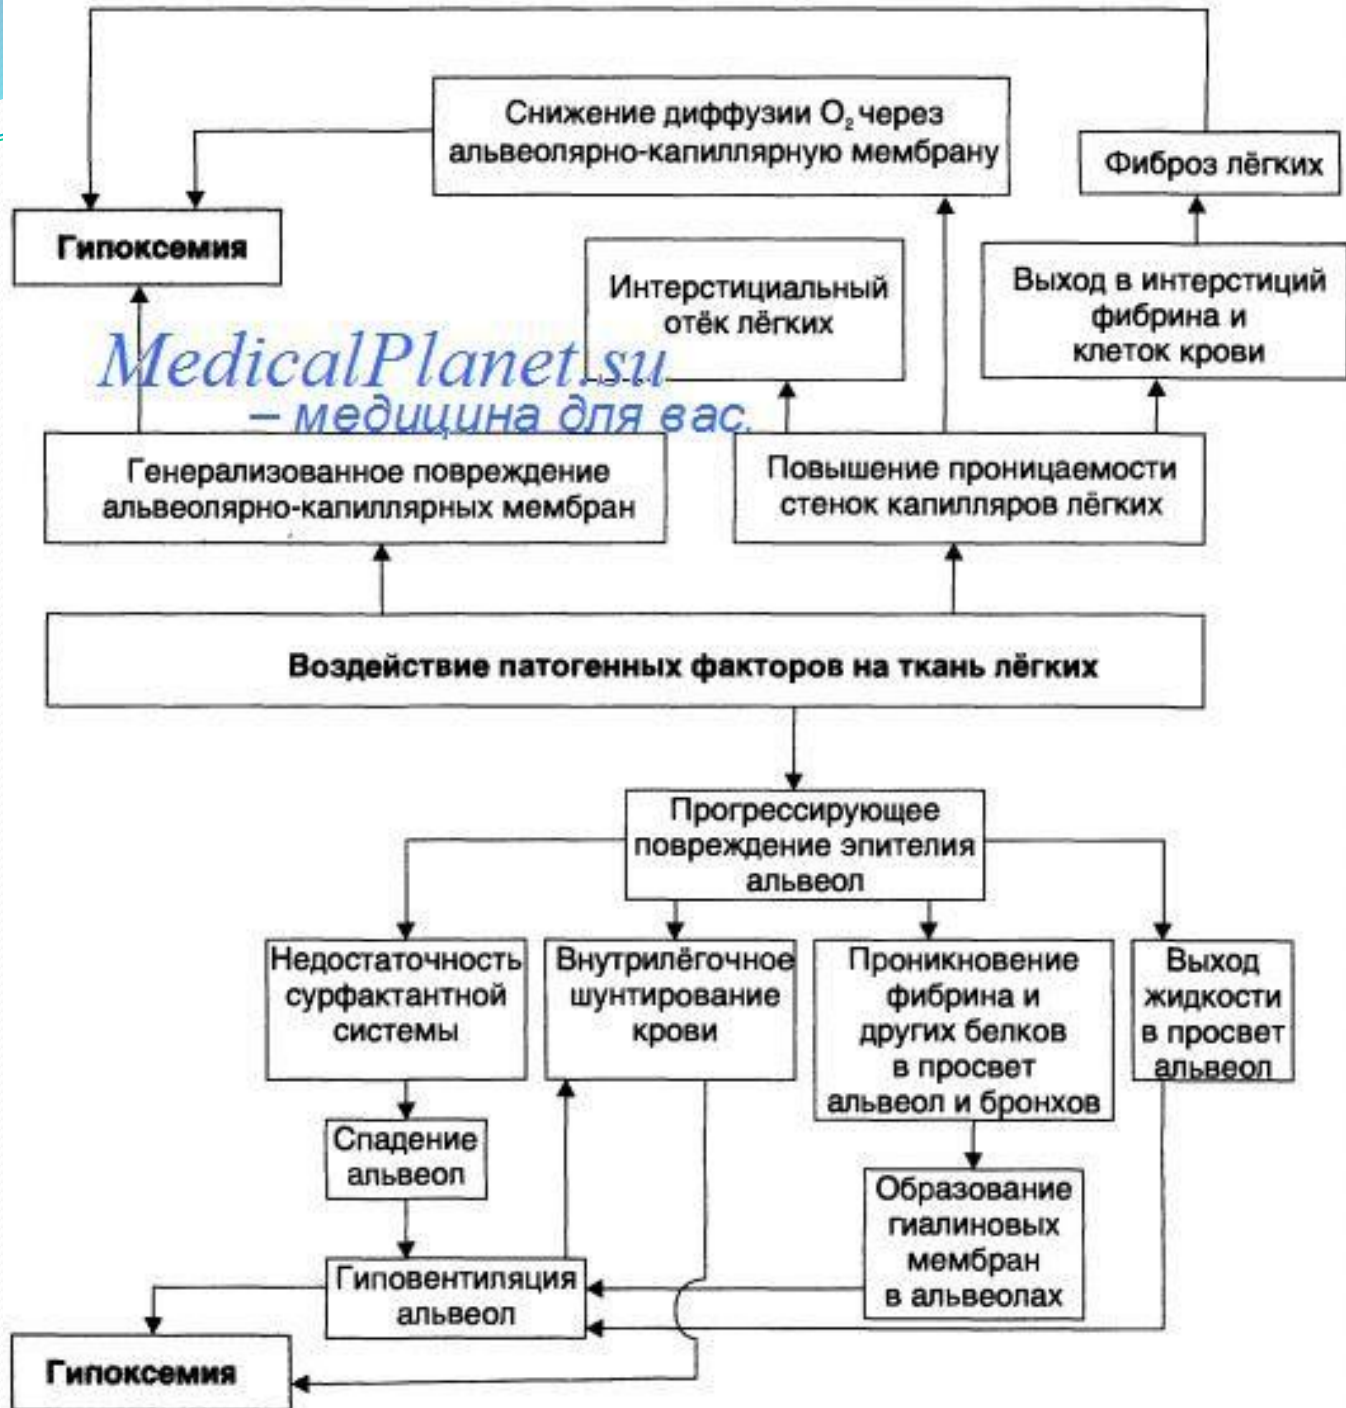 Снижение диффузии O₂ через
альвеолярно-капиллярную мембрану
Фиброз лёгких
Гипоксемия
Интерстициальный
отёк лёгких
Выход в интерстиций
фибрина и
клеток крови
MedicalPlanet.su
– медицина для вас.
Генерализованное повреждение
альвеолярно-капиллярных мембран
Повышение проницаемости
стенок капилляров лёгких
Воздействие патогенных факторов на ткань лёгких
Прогрессирующее
повреждение эпителия
альвеол
Недостаточность
сурфактантной
системы
Внутрилёгочное
шунтирование
крови
Проникновение
фибрина и
других белков
в просвет
альвеол и бронхов
Выход
жидкости
в просвет
альвеол
Спадение
альвеол
Образование
гиалиновых
мембран
в альвеолах
Гиповентиляция
альвеол
Гипоксемия